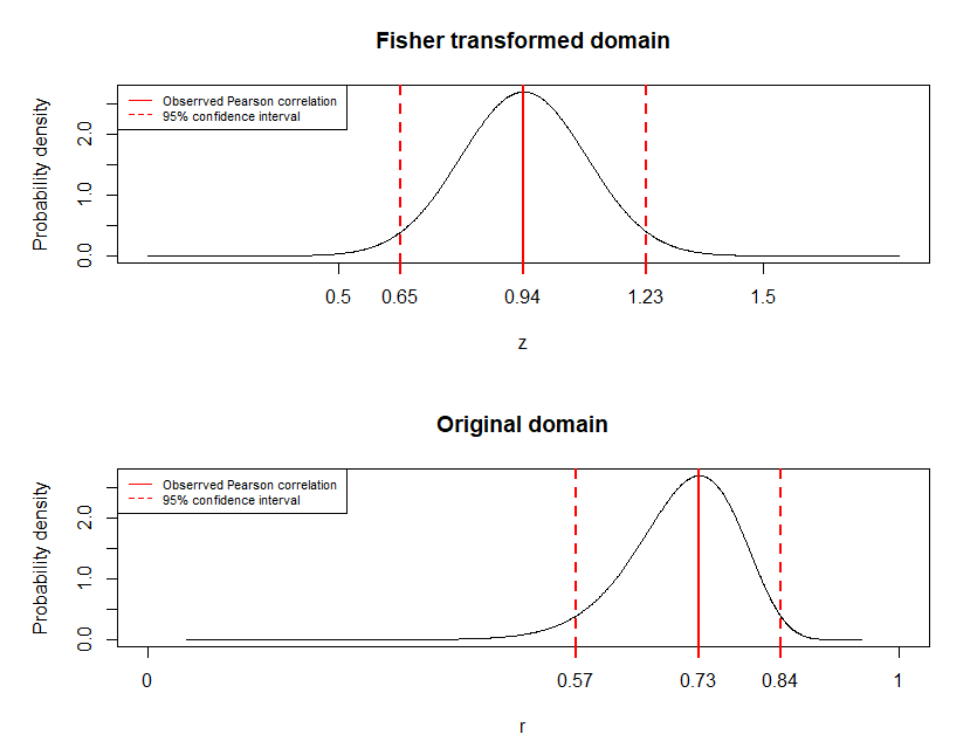 Fisher transformed domain
Obserrved Pearson correlation
95% confidence interval
Probability density
0.0 1.0 2.0
0.5 0.65 0.94 1.23 1.5
z
Original domain
Obserrved Pearson correlation
95% confidence interval
Probability density
0.0 1.0 2.0
0 0.57 0.73 0.84 1
r